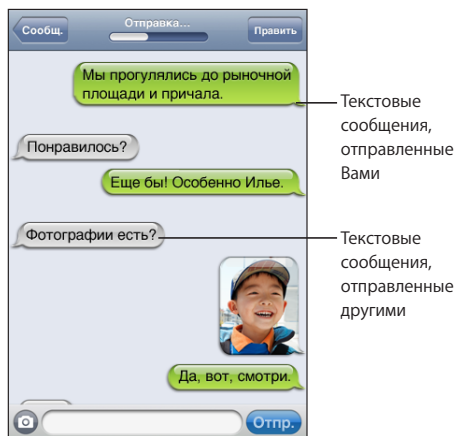 Сообщ.
Отправка...
Править
Мы прогулялись до рыночной
площади и причала.
Текстовые
сообщения,
отправленные
Вами
Понравилось?
Еще бы! Особенно Илье.
Фотографии есть?
Текстовые
сообщения,
отправленные
другими
Да, вот, смотри.
Отпр.